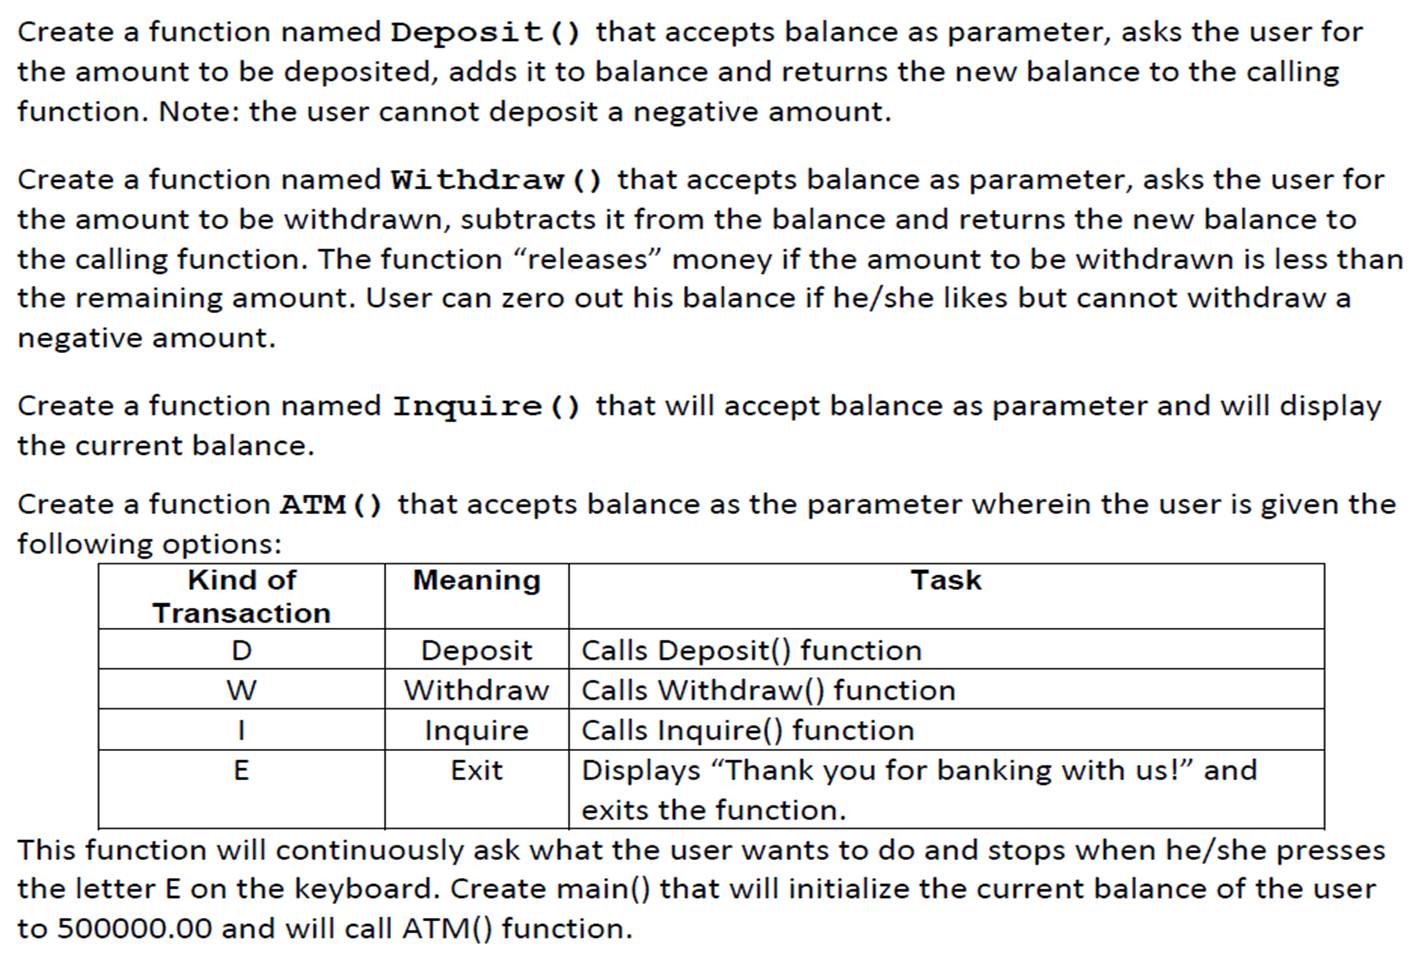 Create a function named Deposit() that accepts balance as parameter, asks the user for
the amount to be deposited, adds it to balance and returns the new balance to the calling
function. Note: the user cannot deposit a negative amount.
Create a function named Withdraw() that accepts balance as parameter, asks the user for
the amount to be withdrawn, subtracts it from the balance and returns the new balance to
the calling function. The function “releases” money if the amount to be withdrawn is less than
the remaining amount. User can zero out his balance if he/she likes but cannot withdraw a
negative amount.
Create a function named Inquire() that will accept balance as parameter and will display
the current balance.
Create a function ATM() that accepts balance as the parameter wherein the user is given the
following options:
Kind of Transaction Meaning Task
D Deposit Calls Deposit() function
W Withdraw Calls Withdraw() function
I Inquire Calls Inquire() function
E Exit Displays “Thank you for banking with us!” and
exits the function.
This function will continuously ask what the user wants to do and stops when he/she presses
the letter E on the keyboard. Create main() that will initialize the current balance of the user
to 500000.00 and will call ATM() function.